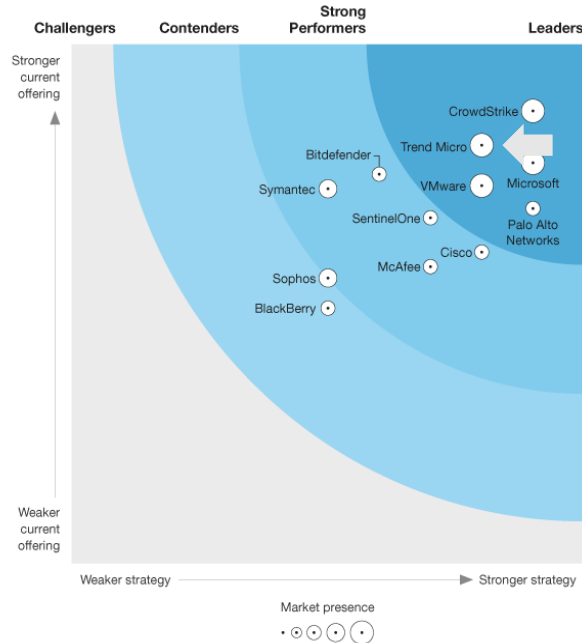 Challengers
Contenders
Strong
Performers
Leaders
Stronger
current
offering
CrowdStrike
Trend Micro
Bitdefender
Microsoft
Symantec
VMware
Palo Alto
Networks
SentinelOne
Cisco
McAfee
Sophos
BlackBerry
Weaker
current
offering
Weaker strategy
Stronger strategy
Market presence